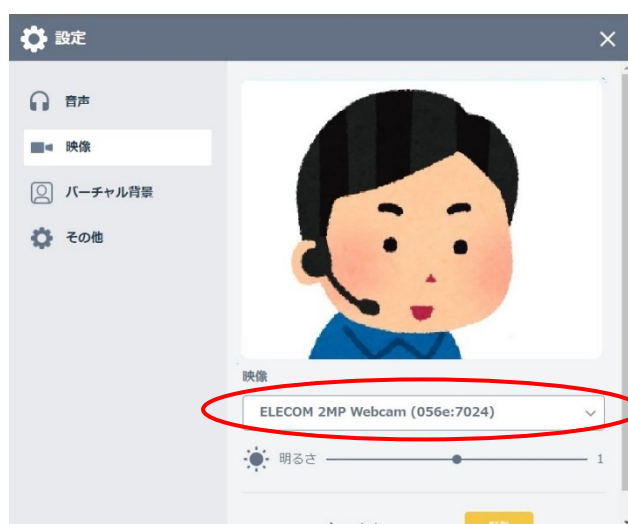 設定
音声
映像
バーチャル背景
その他
映像
ELECOM 2MP Webcam (056e:7024)
明るさ
1